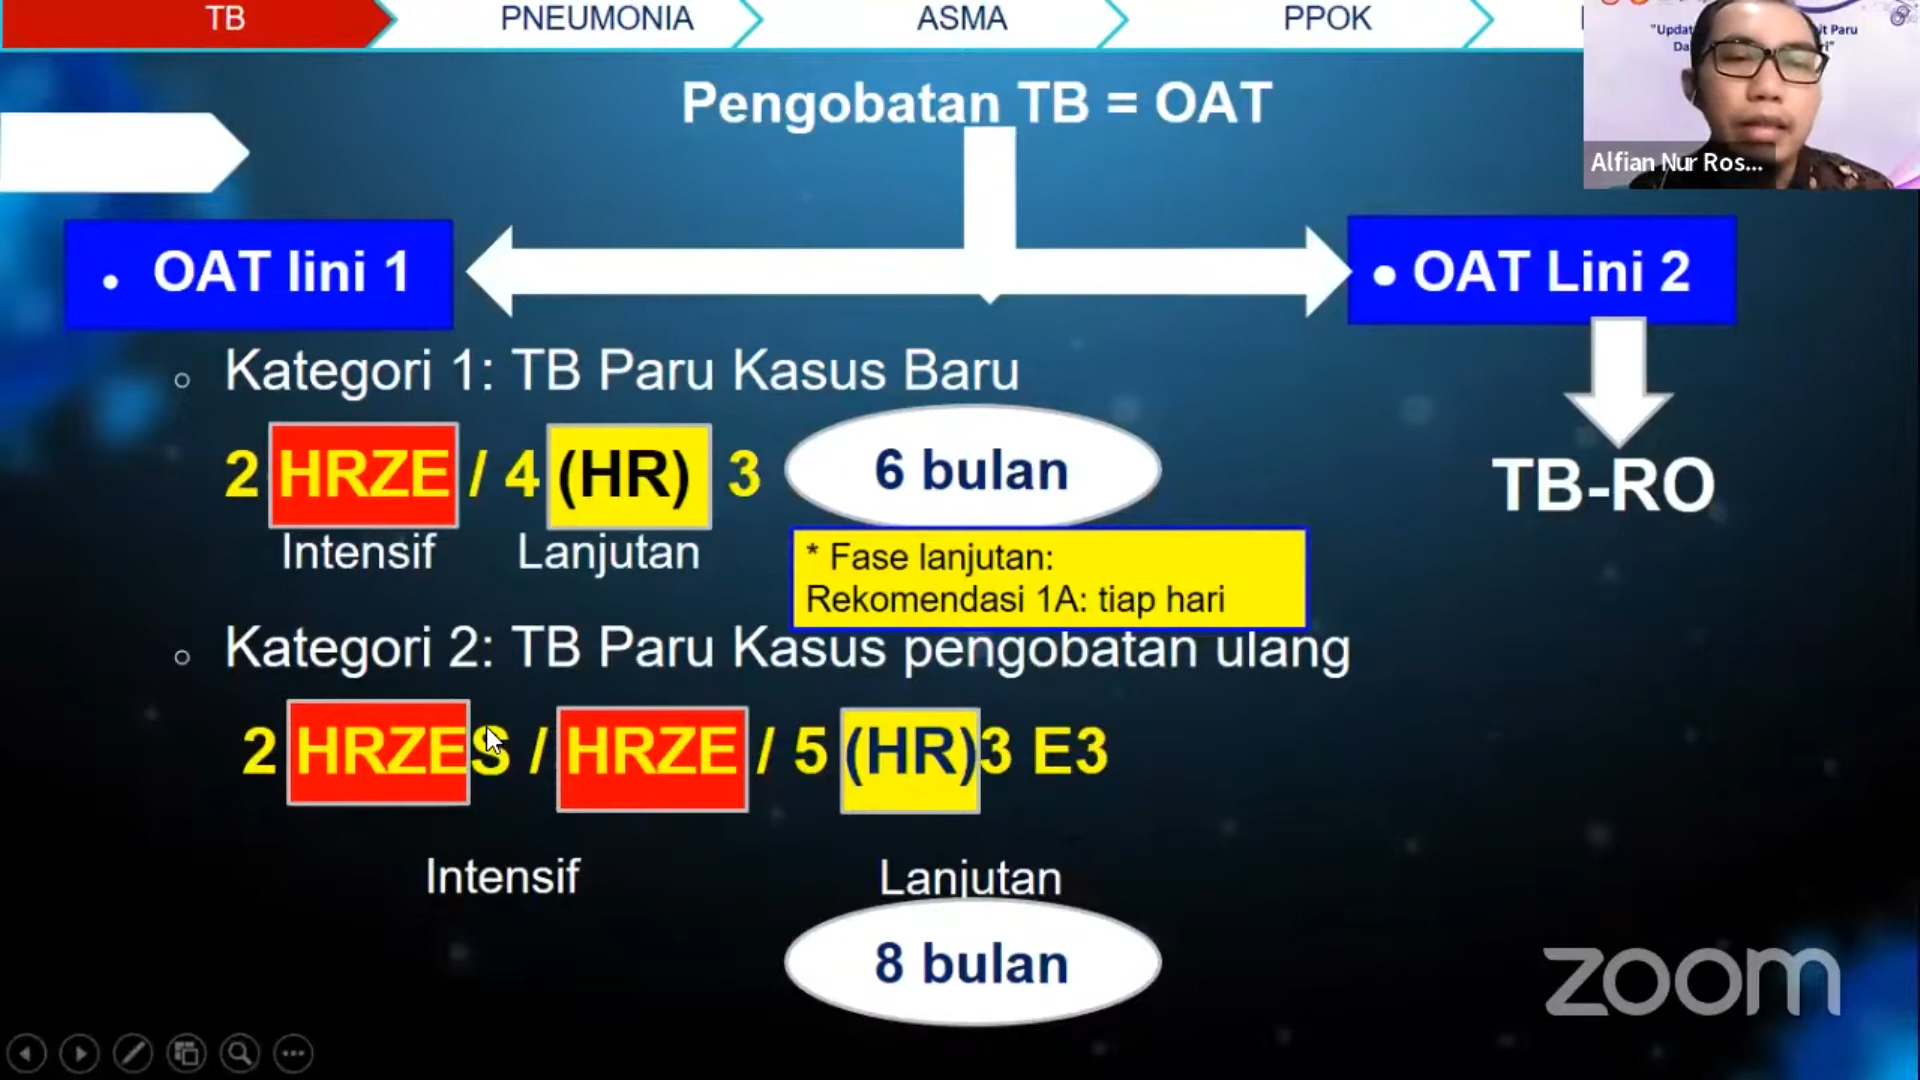 TB
PNEUMONIA
ASMA
PPOK
Pengobatan TB = OAT
Alfian Nur Ros...
• OAT lini 1
• OAT Lini 2
○ Kategori 1: TB Paru Kasus Baru
2 HRZE / 4 (HR) 3
6 bulan
TB-RO
Intensif
Lanjutan
* Fase lanjutan:
Rekomendasi 1A: tiap hari
○ Kategori 2: TB Paru Kasus pengobatan ulang
2 HRZES / HRZE / 5 (HR)3 E3
Intensif
Lanjutan
8 bulan
zoom